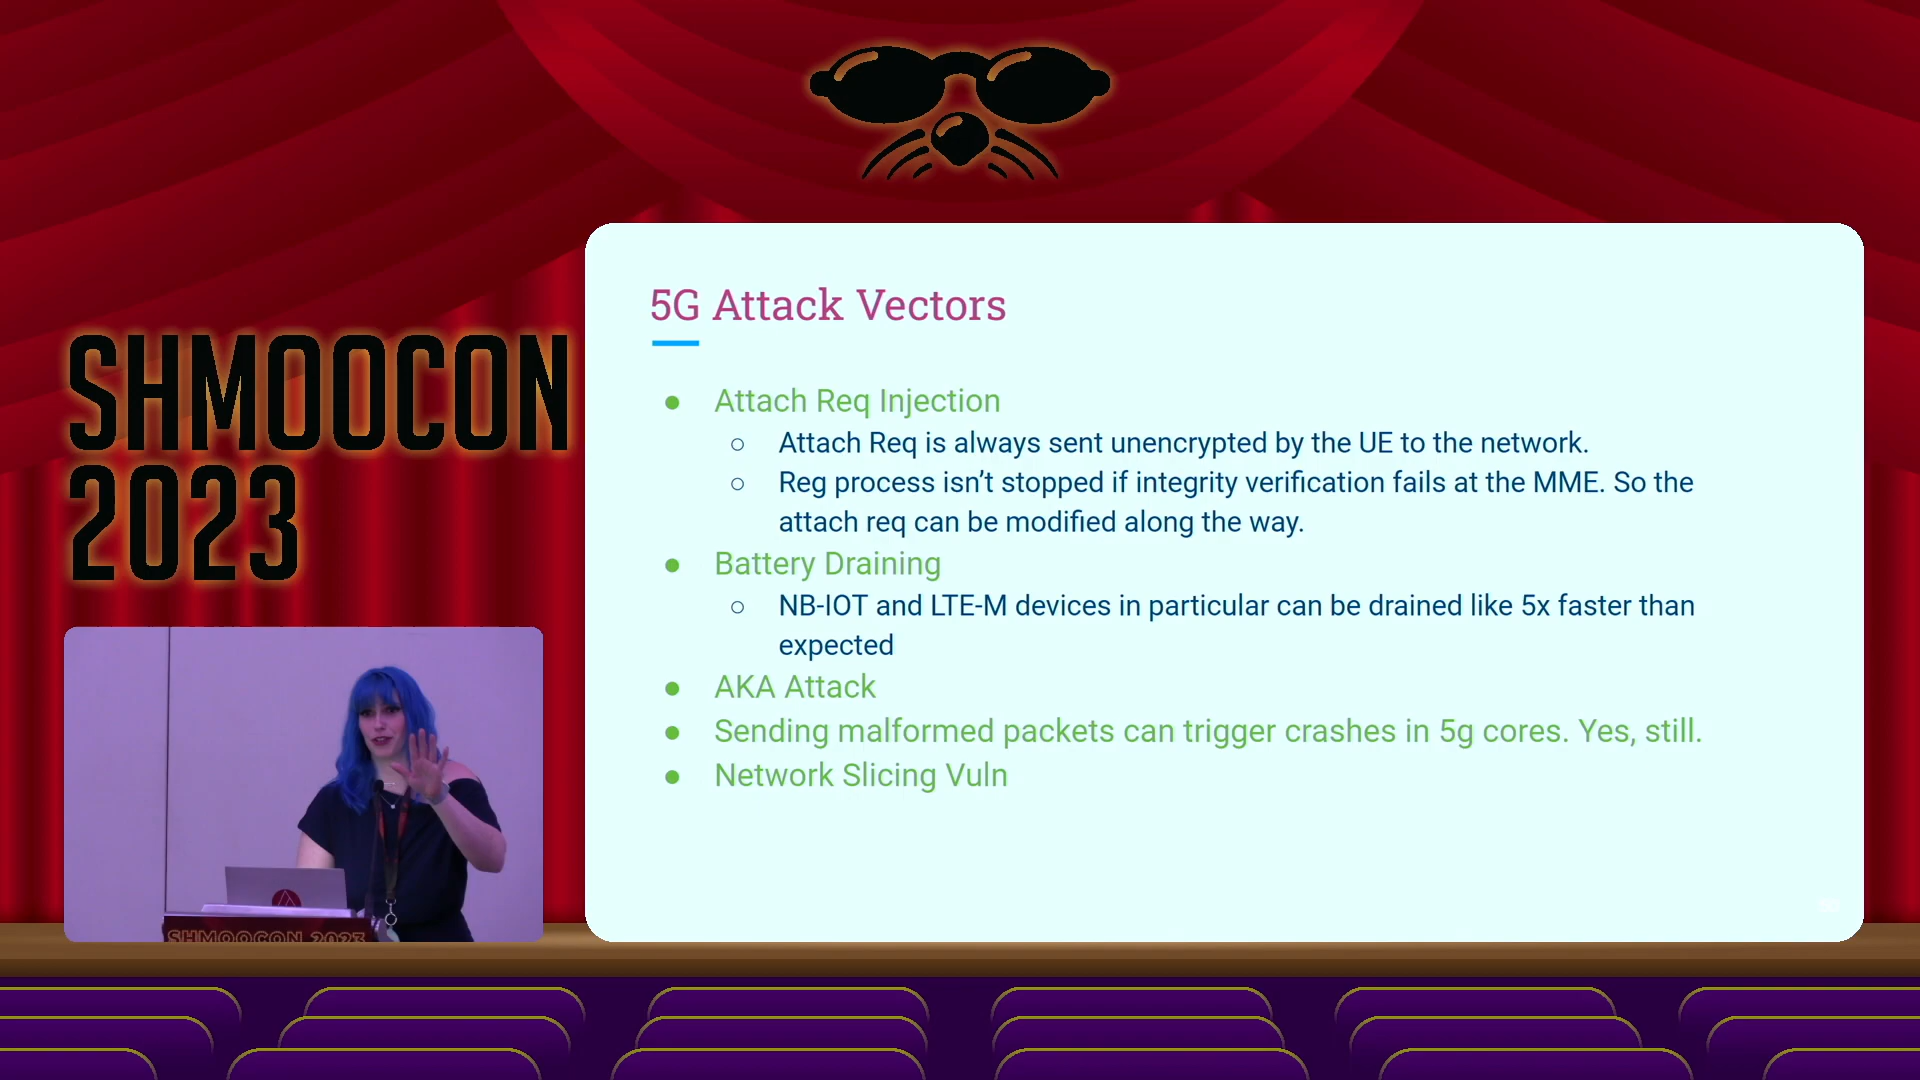 SHMOOCON
2023
5G Attack Vectors
● Attach Req Injection
○ Attach Req is always sent unencrypted by the UE to the network.
○ Reg process isn’t stopped if integrity verification fails at the MME. So the
attach req can be modified along the way.
● Battery Draining
○ NB-IOT and LTE-M devices in particular can be drained like 5x faster than
expected
● AKA Attack
● Sending malformed packets can trigger crashes in 5g cores. Yes, still.
● Network Slicing Vuln
SHMOOCON 2023